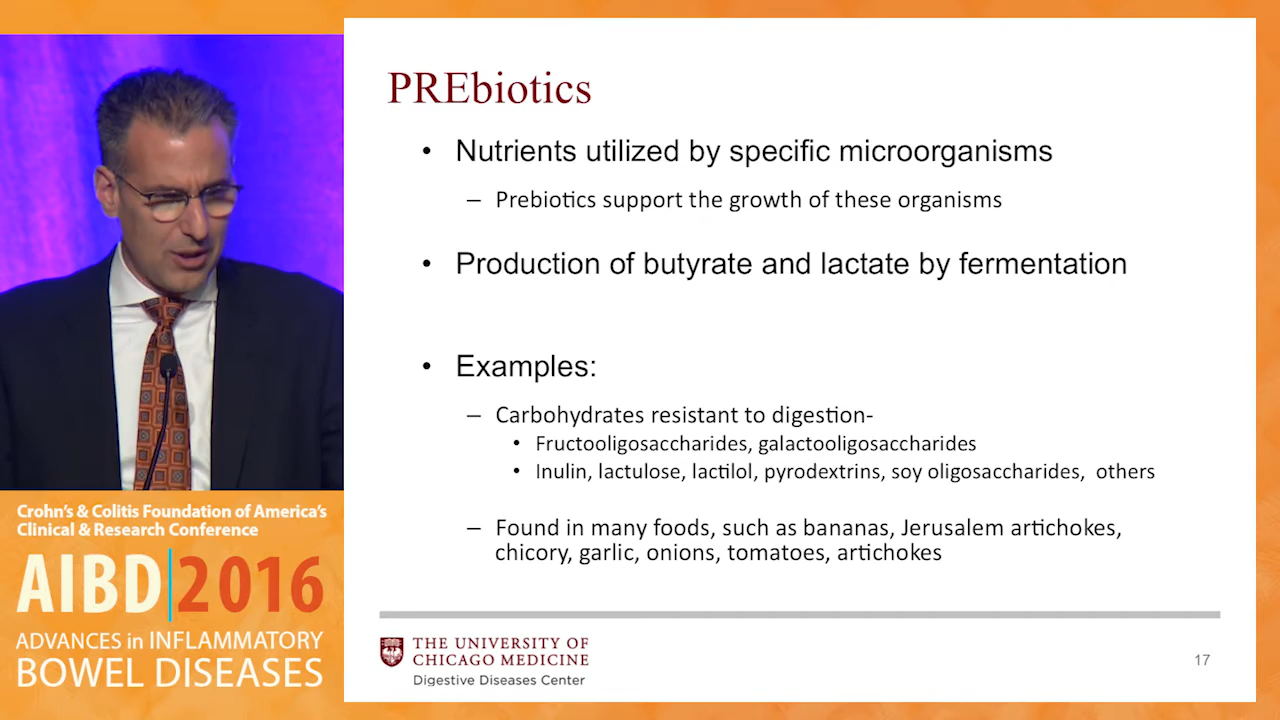 PREbiotics
• Nutrients utilized by specific microorganisms
– Prebiotics support the growth of these organisms
• Production of butyrate and lactate by fermentation
• Examples:
– Carbohydrates resistant to digestion-
• Fructooligosaccharides, galactooligosaccharides
• Inulin, lactulose, lactilol, pyrodextrins, soy oligosaccharides, others
– Found in many foods, such as bananas, Jerusalem artichokes,
chicory, garlic, onions, tomatoes, artichokes
THE UNIVERSITY OF
CHICAGO MEDICINE
Digestive Diseases Center
17
Crohn's & Colitis Foundation of America's
Clinical & Research Conference
AIBD|2016
ADVANCES in INFLAMMATORY
BOWEL DISEASES